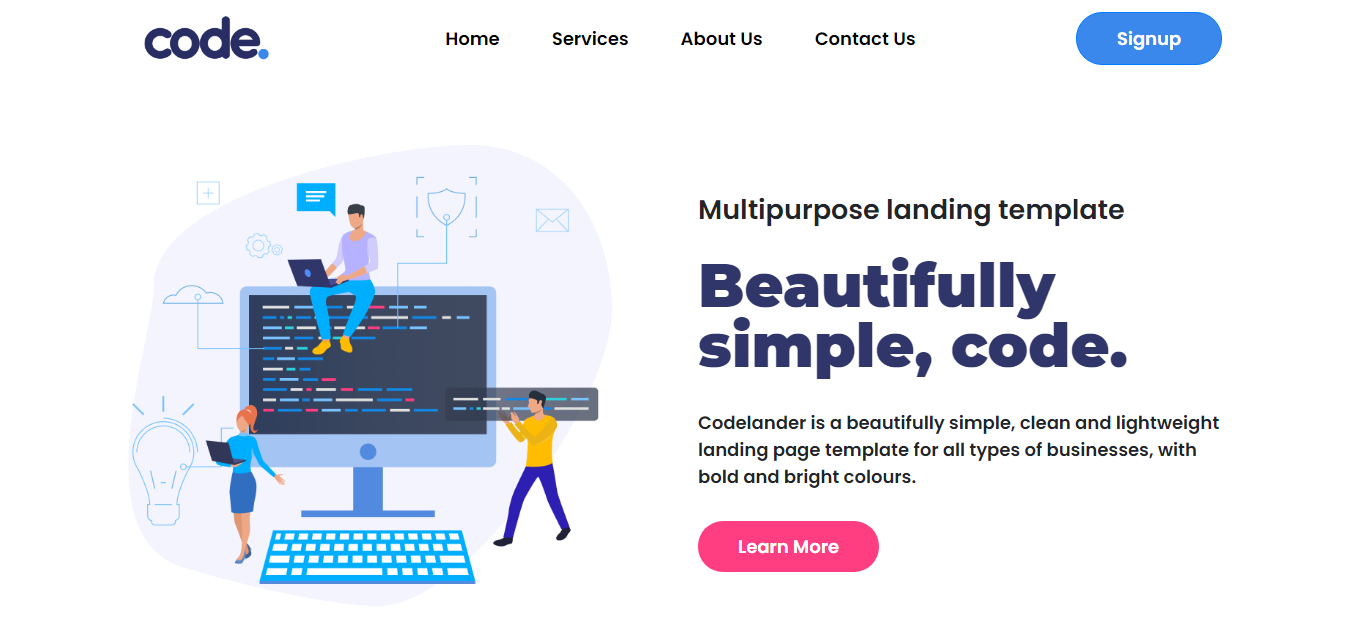 code.
Home Services About Us Contact Us Signup
Multipurpose landing template
Beautifully
simple, code.
Codelander is a beautifully simple, clean and lightweight
landing page template for all types of businesses, with
bold and bright colours.
Learn More